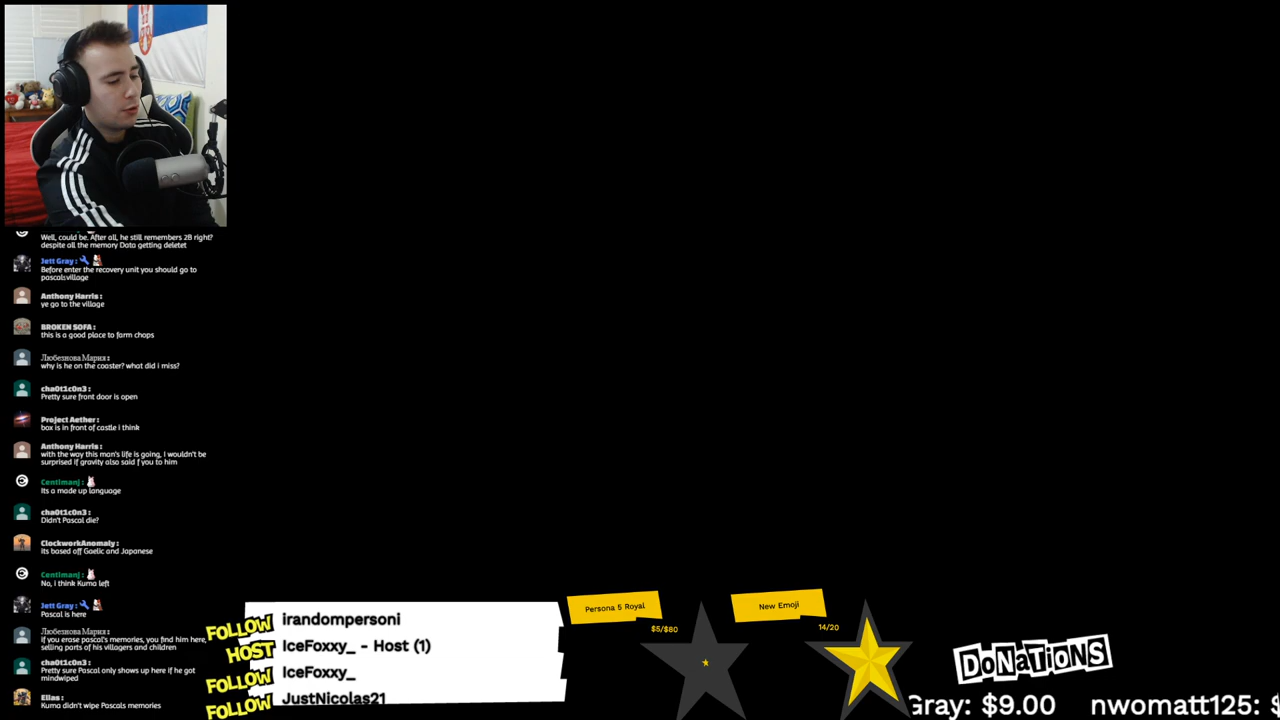 Well, could be. After all, he still remembers 2B right?
despite all the memory Data getting deletet
Jett Gray :
Before enter the recovery unit you should go to
pascals village
Anthony Harris :
ye go to the village
BROKEN SOFA :
this is a good place to farm chops
Любезнова Мария :
why is he on the coaster? what did i miss?
cha0t1c0n3 :
Pretty sure front door is open
Project Aether :
box is in front of castle i think
Anthony Harris :
with the way this man's life is going, I wouldn't be
surprised if gravity also said f you to him
Centimanj :
Its a made up language
cha0t1c0n3 :
Didn't Pascal die?
ClockworkAnomaly :
Its based off Gaelic and Japanese
Centimanj :
No, i think Kuma left
Jett Gray :
Pascal is here
Любезнова Мария :
if you erase pascal's memories, you find him here,
selling parts of his villagers and children
cha0t1c0n3 :
Pretty sure Pascal only shows up here if he got
mindwiped
Elias :
Kuma didn't wipe Pascals memories
FOLLOW irandompersoni
HOST IceFoxxy_ - Host (1)
FOLLOW IceFoxxy_
FOLLOW JustNicolas21
Persona 5 Royal
$5/$80
New Emoji
14/20
DoNaTioNS
Gray: $9.00 nwomatt125: $